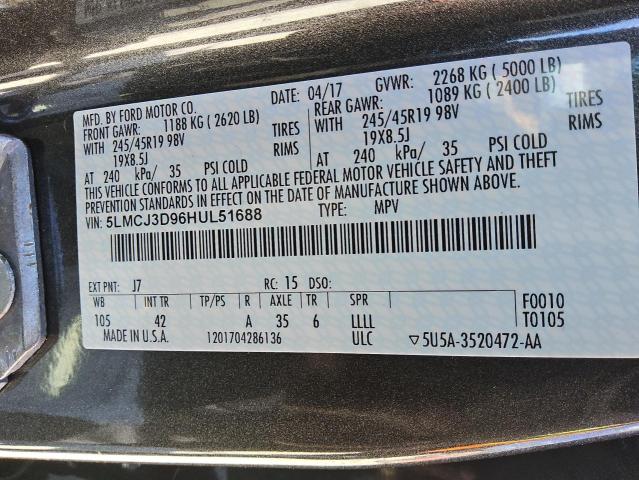 MFD. BY FORD MOTOR CO.
DATE: 04/17 GVWR: 2268 KG ( 5000 LB)
FRONT GAWR: 1188 KG ( 2620 LB) REAR GAWR: 1089 KG ( 2400 LB)
WITH 245/45R19 98V TIRES WITH 245/45R19 98V TIRES
19X8.5J RIMS 19X8.5J RIMS
AT 240 kPa/ 35 PSI COLD AT 240 kPa/ 35 PSI COLD
THIS VEHICLE CONFORMS TO ALL APPLICABLE FEDERAL MOTOR VEHICLE SAFETY AND THEFT
PREVENTION STANDARDS IN EFFECT ON THE DATE OF MANUFACTURE SHOWN ABOVE.
VIN: 5LMCJ3D96HUL51688 TYPE: MPV
EXT PNT: J7 RC: 15 DSO:
WB INT TR TP/PS R AXLE TR SPR F0010
105 42 A 35 6 LLLL T0105
MADE IN U.S.A. 1201704286136 ULC ▽5U5A-3520472-AA